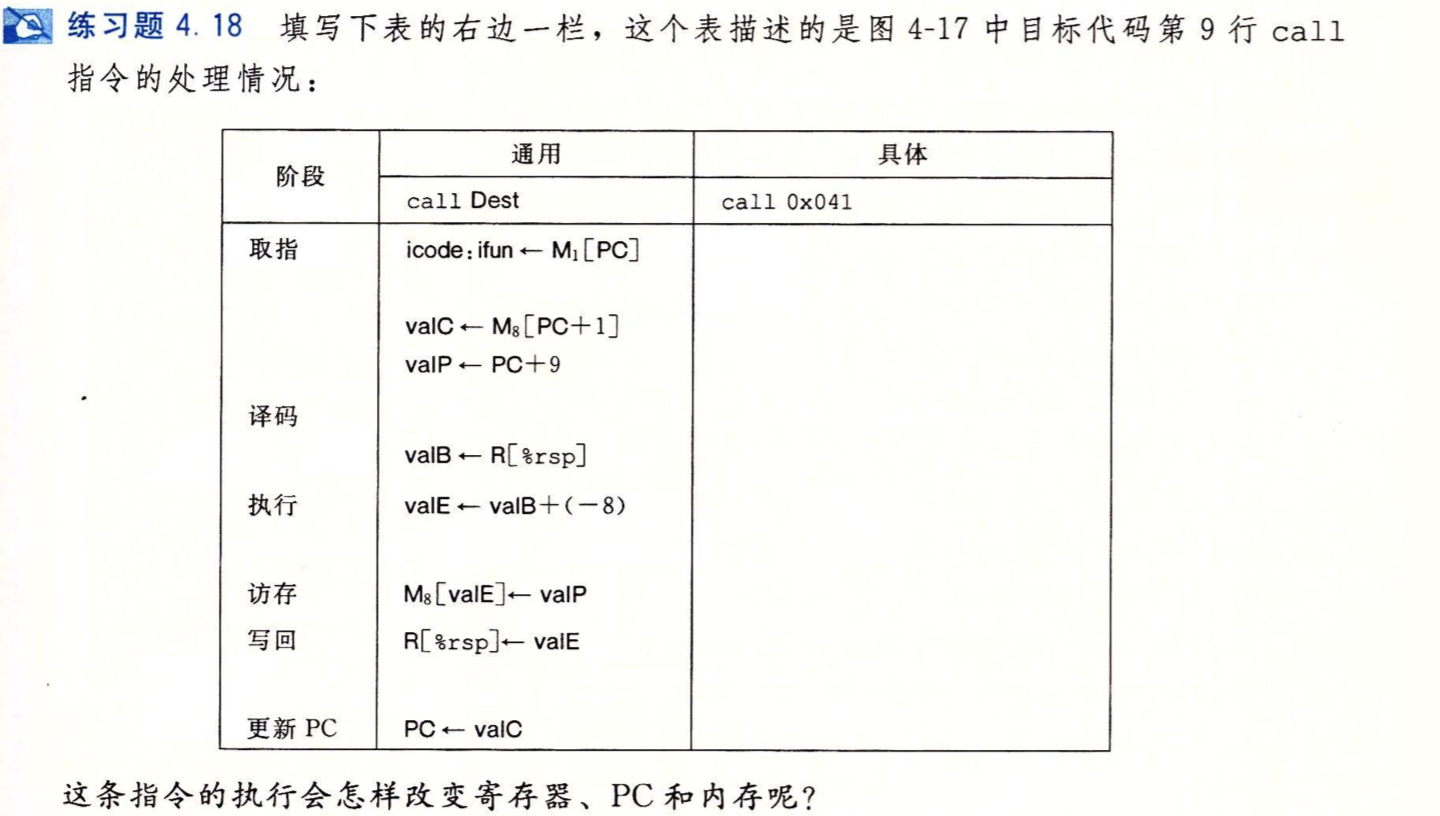 练习题 4.18 填写下表的右边一栏，这个表描述的是图 4-17 中目标代码第 9 行 call
指令的处理情况：
阶段 通用 具体
call Dest call 0x041
取指 icode:ifun ← M₁[PC]
valC ← M₈[PC+1]
valP ← PC+9
译码
valB ← R[%rsp]
执行 valE ← valB+(-8)
访存 M₈[valE]← valP
写回 R[%rsp]← valE
更新 PC PC ← valC
这条指令的执行会怎样改变寄存器、PC 和内存呢？